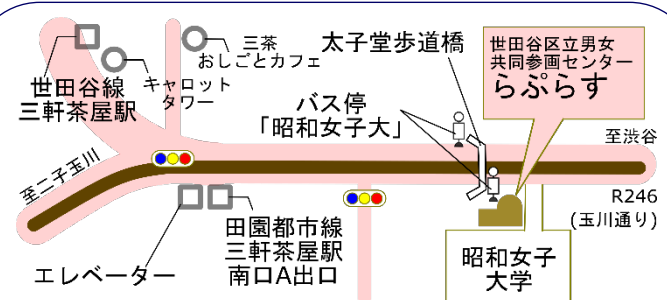 世田谷線
三軒茶屋駅
キャロット
タワー
三茶
おしごとカフェ
太子堂歩道橋
バス停
「昭和女子大」
世田谷区立男女
共同参画センター
らぷらす
至渋谷
R246
(玉川通り)
至二子玉川
エレベーター
田園都市線
三軒茶屋駅
南口A出口
昭和女子
大学